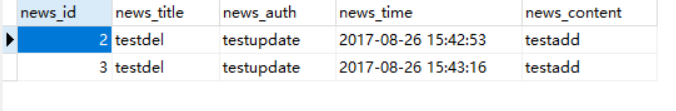 news_id news_title news_auth news_time news_content
2 testdel testupdate 2017-08-26 15:42:53 testadd
3 testdel testupdate 2017-08-26 15:43:16 testadd